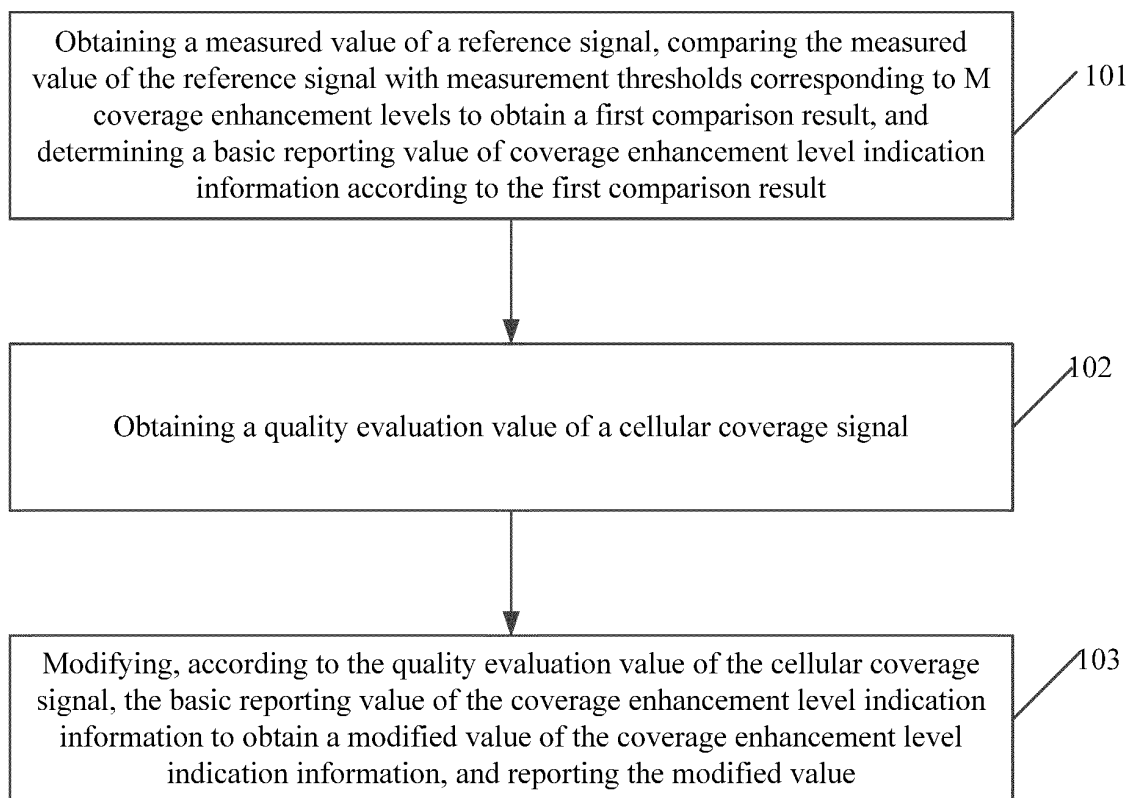 Obtaining a measured value of a reference signal, comparing the measured
value of the reference signal with measurement thresholds corresponding to M
coverage enhancement levels to obtain a first comparison result, and
determining a basic reporting value of coverage enhancement level indication
information according to the first comparison result
101
Obtaining a quality evaluation value of a cellular coverage signal
102
Modifying, according to the quality evaluation value of the cellular coverage
signal, the basic reporting value of the coverage enhancement level indication
information to obtain a modified value of the coverage enhancement level
indication information, and reporting the modified value
103